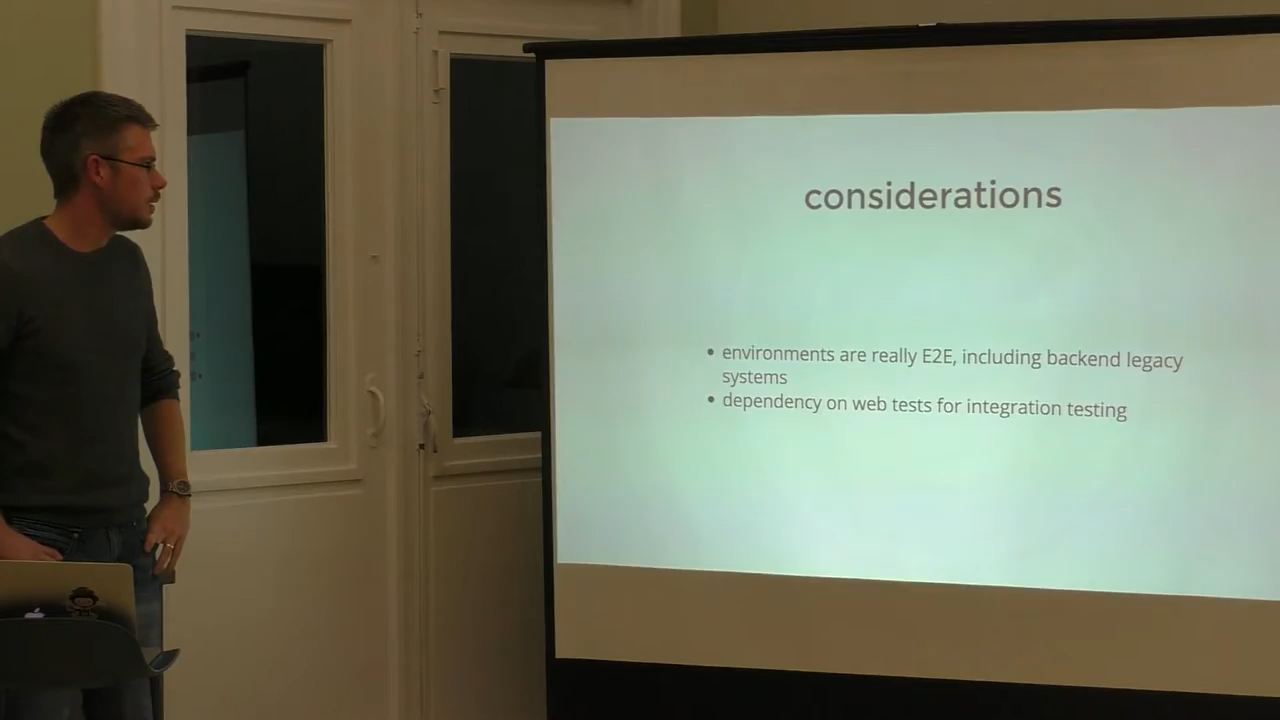 considerations
• environments are really E2E, including backend legacy
systems
• dependency on web tests for integration testing